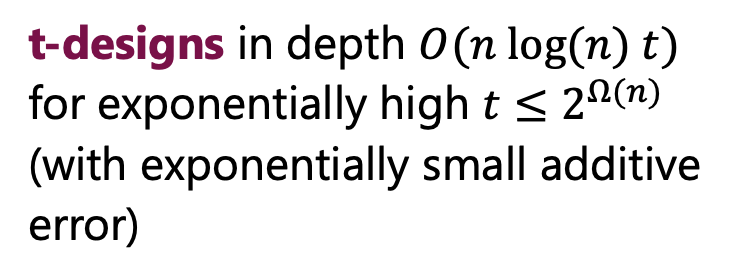 t-designs in depth 𝑂(𝑛 log(𝑛) 𝑡)
for exponentially high 𝑡 ≤ 2^Ω(𝑛)
(with exponentially small additive
error)